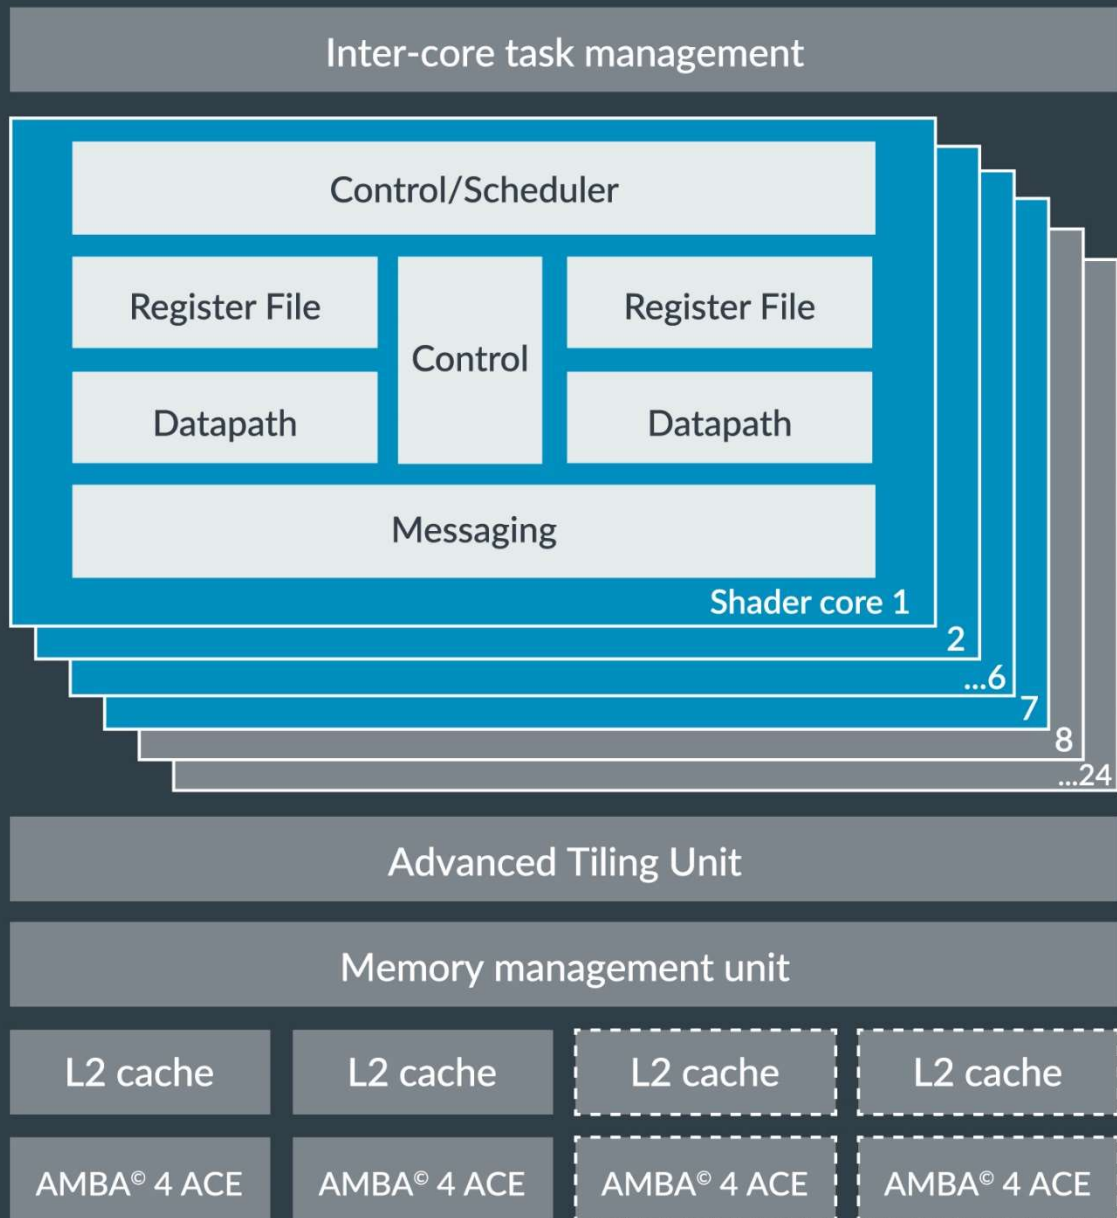 Inter-core task management
Control/Scheduler
Register File
Control
Register File
Datapath
Datapath
Messaging
Shader core 1
2
...6
7
8
...24
Advanced Tiling Unit
Memory management unit
L2 cache L2 cache L2 cache L2 cache
AMBA© 4 ACE AMBA© 4 ACE AMBA© 4 ACE AMBA© 4 ACE